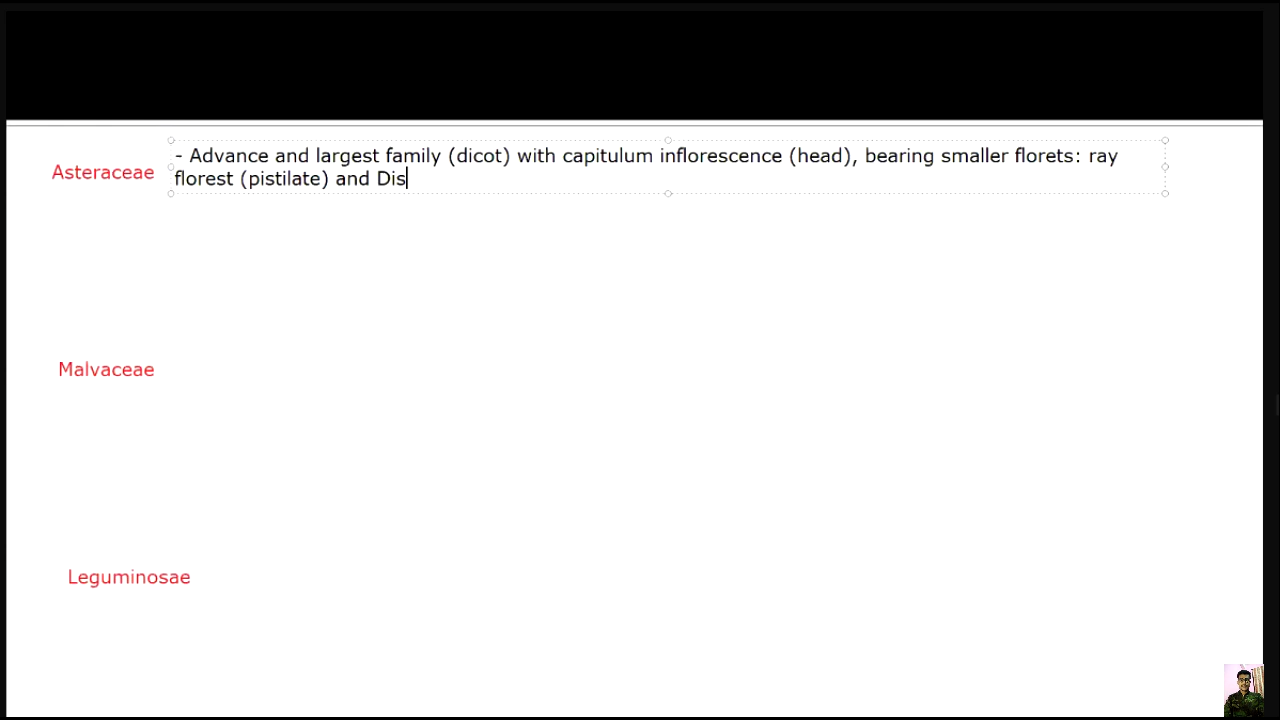 Asteraceae
- Advance and largest family (dicot) with capitulum inflorescence (head), bearing smaller florets: ray
florest (pistilate) and Dis
Malvaceae
Leguminosae